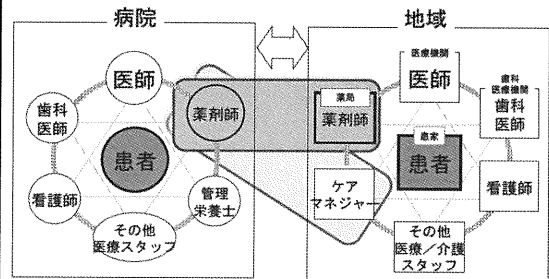 病院
医師
歯科
医師
薬剤師
患者
看護師
管理
栄養士
その他
医療スタッフ
地域
医療機関
医師
歯科
医療機関
歯科
医師
薬局
薬剤師
患者
看護師
ケア
マネジャー
その他
医療／介護
スタッフ